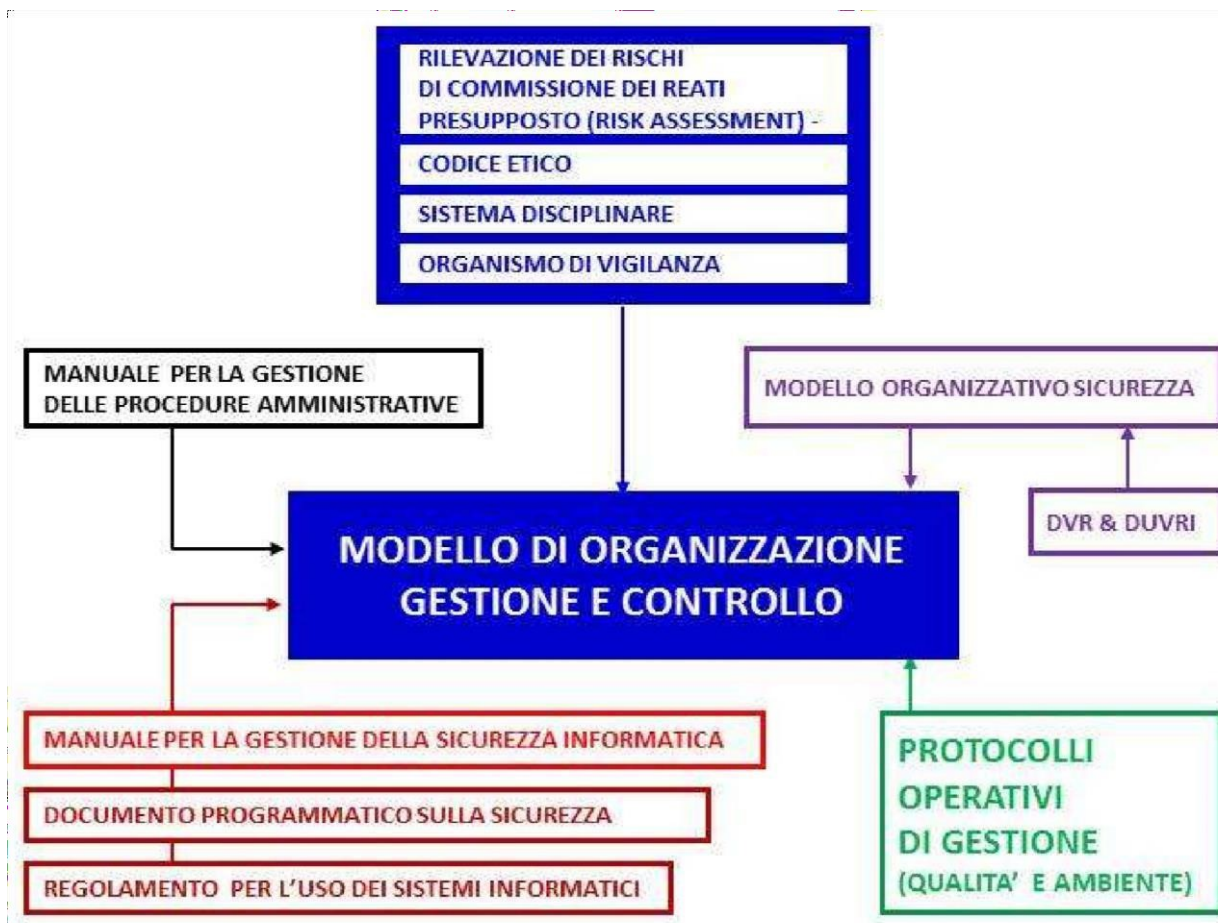 RILEVAZIONE DEI RISCHI
DI COMMISSIONE DEI REATI
PRESUPPOSTO (RISK ASSESSMENT) -
CODICE ETICO
SISTEMA DISCIPLINARE
ORGANISMO DI VIGILANZA
MANUALE PER LA GESTIONE
DELLE PROCEDURE AMMINISTRATIVE
MODELLO ORGANIZZATIVO SICUREZZA
DVR & DUVRI
MODELLO DI ORGANIZZAZIONE
GESTIONE E CONTROLLO
MANUALE PER LA GESTIONE DELLA SICUREZZA INFORMATICA
DOCUMENTO PROGRAMMATICO SULLA SICUREZZA
REGOLAMENTO PER L'USO DEI SISTEMI INFORMATICI
PROTOCOLLI
OPERATIVI
DI GESTIONE
(QUALITA' E AMBIENTE)